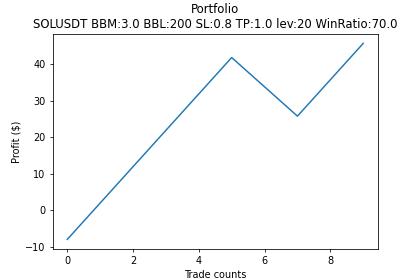 Portfolio
SOLUSDT BBM:3.0 BBL:200 SL:0.8 TP:1.0 lev:20 WinRatio:70.0
40
30
20
10
0
−10
Profit ($)
0 2 4 6 8
Trade counts